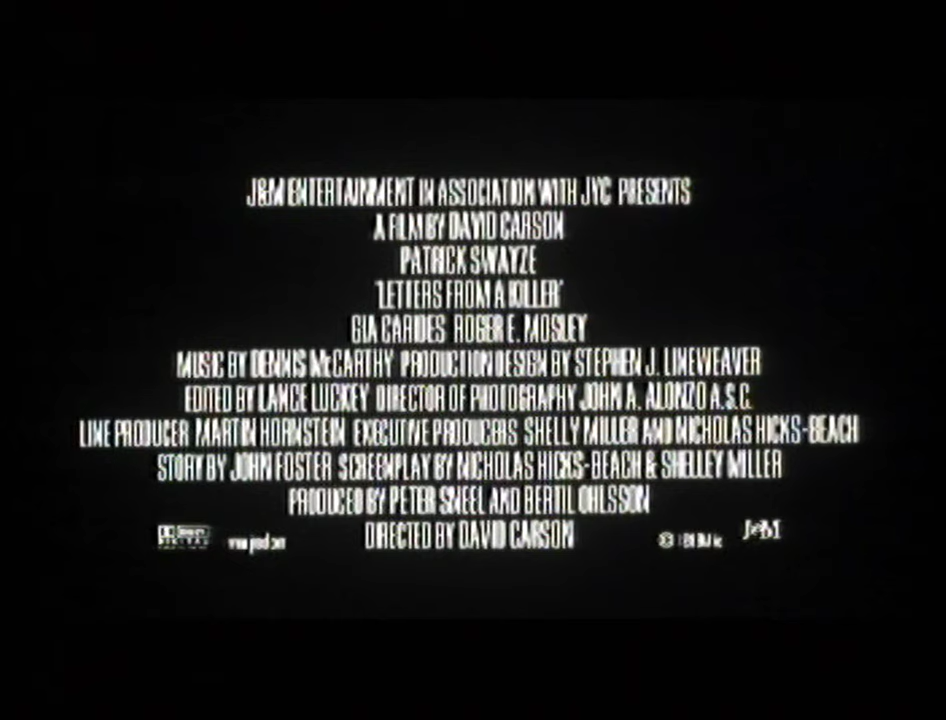 J&M ENTERTAINMENT IN ASSOCIATION WITH JYC PRESENTS
A FILM BY DAVID CARSON
PATRICK SWAYZE
'LETTERS FROM A KILLER'
GIA CARIDES ROGER E. MOSLEY
MUSIC BY DENNIS McCARTHY PRODUCTION DESIGN BY STEPHEN J. LINEWEAVER
EDITED BY LANCE LUCKEY DIRECTOR OF PHOTOGRAPHY JOHN A. ALONZO A.S.C.
LINE PRODUCER MARTIN HORNSTEIN EXECUTIVE PRODUCERS SHELLY MILLER AND NICHOLAS HICKS-BEACH
STORY BY JOHN FOSTER SCREENPLAY BY NICHOLAS HICKS-BEACH & SHELLEY MILLER
PRODUCED BY PETER SNEEL AND BERTIL OHLSSON
DIGITAL DIRECTED BY DAVID CARSON J&M